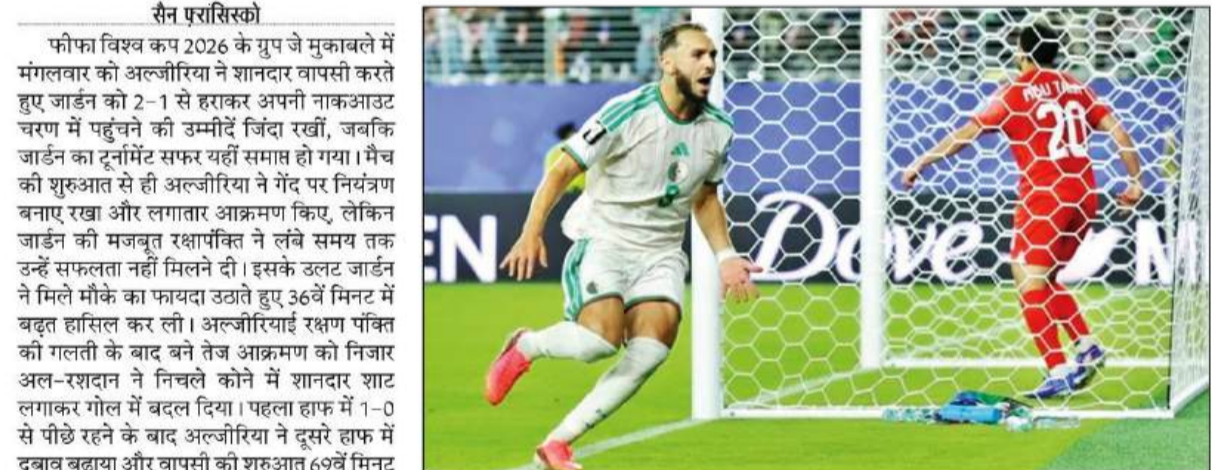 सैन फ्रांसिस्को
फीफा विश्व कप 2026 के ग्रुप जे मुकाबले में
मंगलवार को अल्जीरिया ने शानदार वापसी करते
हुए जार्डन को 2-1 से हराकर अपनी नाकआउट
चरण में पहुंचने की उम्मीदें जिंदा रखीं, जबकि
जार्डन का टूर्नामेंट सफर यहीं समाप्त हो गया। मैच
की शुरुआत से ही अल्जीरिया ने गेंद पर नियंत्रण
बनाए रखा और लगातार आक्रमण किए, लेकिन
जार्डन की मजबूत रक्षापंक्ति ने लंबे समय तक
उन्हें सफलता नहीं मिलने दी। इसके उलट जार्डन
ने मिले मौके का फायदा उठाते हुए 36वें मिनट में
बढ़त हासिल कर ली। अल्जीरियाई रक्षण पंक्ति
की गलती के बाद बने तेज आक्रमण को निजार
अल-रशदान ने निचले कोने में शानदार शाट
लगाकर गोल में बदल दिया। पहला हाफ में 1-0
से पीछे रहने के बाद अल्जीरिया ने दूसरे हाफ में
दबाव बढ़ाया और वापसी की शुरुआत 69वें मिनट
20
EN
Dove
M